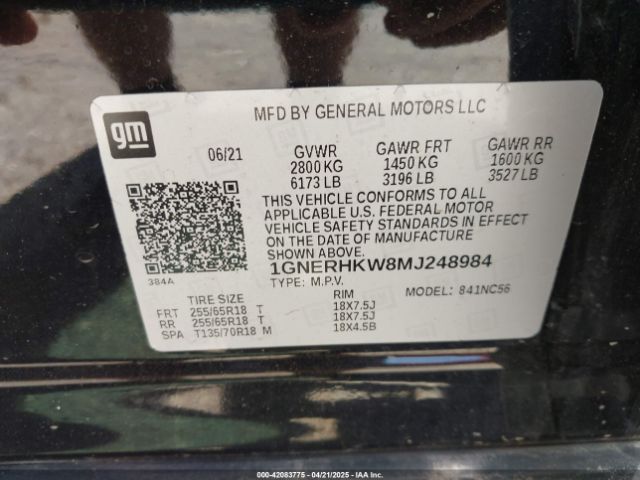 MFD BY GENERAL MOTORS LLC
gm
06/21
GVWR GAWR FRT GAWR RR
2800 KG 1450 KG 1600 KG
6173 LB 3196 LB 3527 LB
THIS VEHICLE CONFORMS TO ALL
APPLICABLE U.S. FEDERAL MOTOR
VEHICLE SAFETY STANDARDS IN EFFECT
ON THE DATE OF MANUFACTURE
SHOWN ABOVE.
1GNERHKW8MJ248984
384A
TYPE: M.P.V. MODEL: 841NC56
TIRE SIZE RIM
FRT 255/65R18 T 18X7.5J
RR 255/65R18 T 18X7.5J
SPA T135/70R18 M 18X4.5B
000-42083775 - 04/21/2025 - IAA Inc.